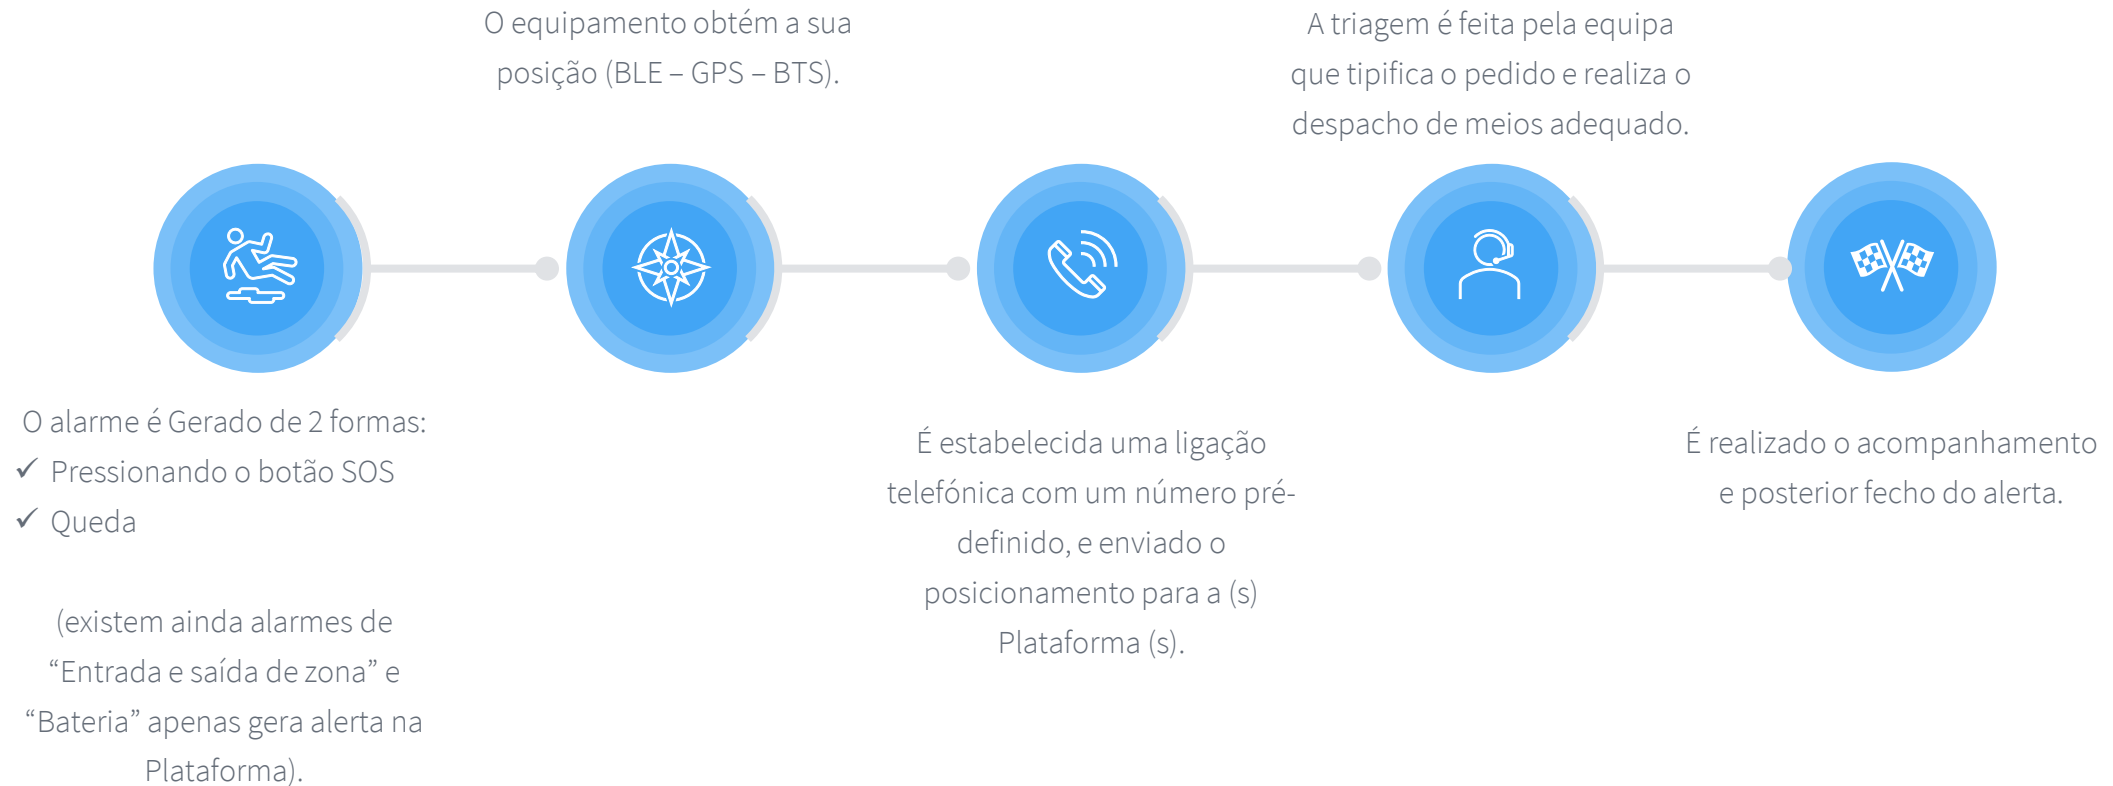 O alarme é Gerado de 2 formas:
✓ Pressionando o botão SOS
✓ Queda
(existem ainda alarmes de
“Entrada e saída de zona” e
“Bateria” apenas gera alerta na
Plataforma).
O equipamento obtém a sua
posição (BLE – GPS – BTS).
É estabelecida uma ligação
telefónica com um número pré-
definido, e enviado o
posicionamento para a (s)
Plataforma (s).
A triagem é feita pela equipa
que tipifica o pedido e realiza o
despacho de meios adequado.
É realizado o acompanhamento
e posterior fecho do alerta.